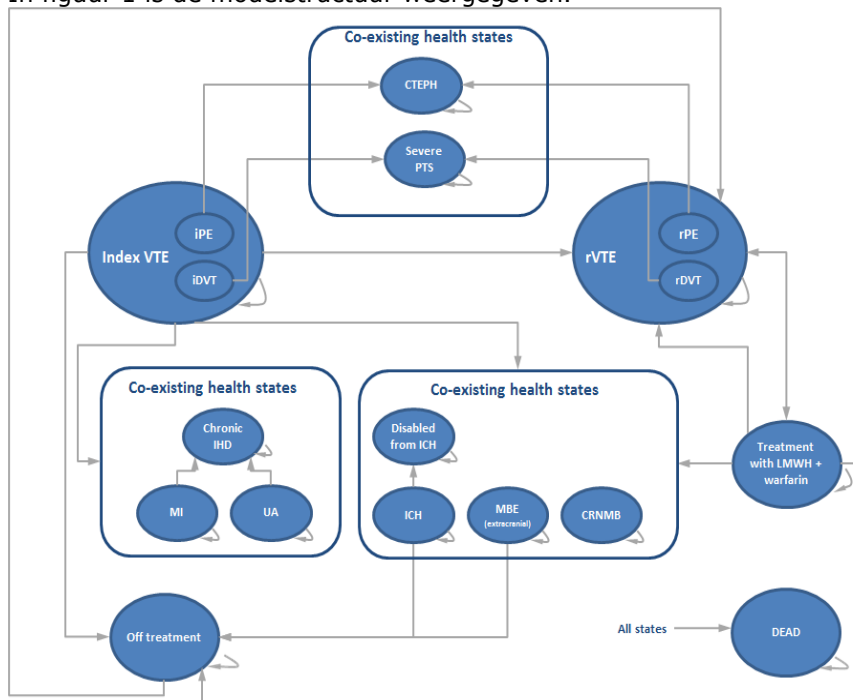 In figuur 1 is de modelstructuur weergegeven.
Co-existing health states
CTEPH
Severe
PTS
Index VTE
iPE
iDVT
rVTE
rPE
rDVT
Co-existing health states
Chronic
IHD
MI
UA
Co-existing health states
Disabled
from ICH
ICH
MBE
(extracranial)
CRNMB
Treatment
with LMWH +
warfarin
Off treatment
All states
DEAD